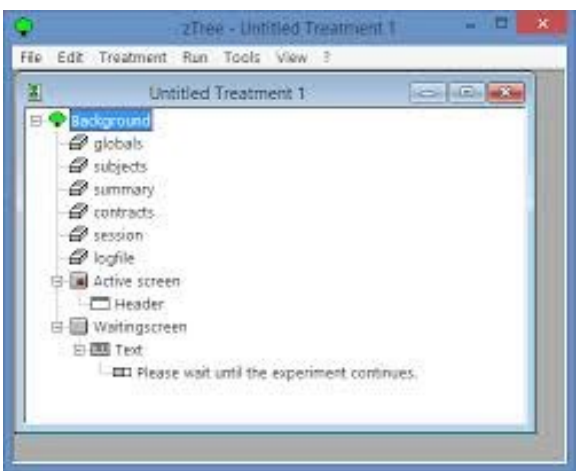 zTree - Untitled Treatment 1
File Edit Treatment Run Tools View ?
Untitled Treatment 1
Background
globals
subjects
summary
contracts
session
logfile
Active screen
Header
Waitingscreen
Text
Please wait until the experiment continues.